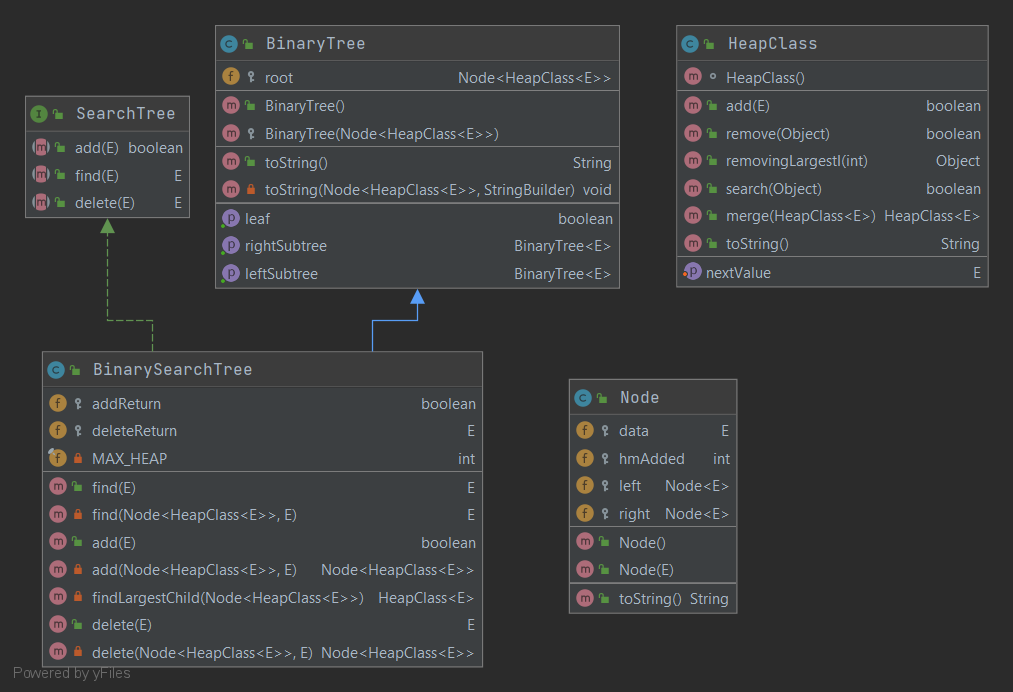 SearchTree
add(E) boolean
find(E) E
delete(E) E
BinaryTree
root Node<HeapClass<E>>
BinaryTree()
BinaryTree(Node<HeapClass<E>>)
toString() String
toString(Node<HeapClass<E>>, StringBuilder) void
leaf boolean
rightSubtree BinaryTree<E>
leftSubtree BinaryTree<E>
HeapClass
HeapClass()
add(E) boolean
remove(Object) boolean
removingLargestI(int) Object
search(Object) boolean
merge(HeapClass<E>) HeapClass<E>
toString() String
nextValue E
BinarySearchTree
addReturn boolean
deleteReturn E
MAX_HEAP int
find(E) E
find(Node<HeapClass<E>>, E) E
add(E) boolean
add(Node<HeapClass<E>>, E) Node<HeapClass<E>>
findLargestChild(Node<HeapClass<E>>) HeapClass<E>
delete(E) E
delete(Node<HeapClass<E>>, E) Node<HeapClass<E>>
Node
data E
hmAdded int
left Node<E>
right Node<E>
Node()
Node(E)
toString() String
Powered by yFiles